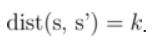 dist(s, s’) = k.